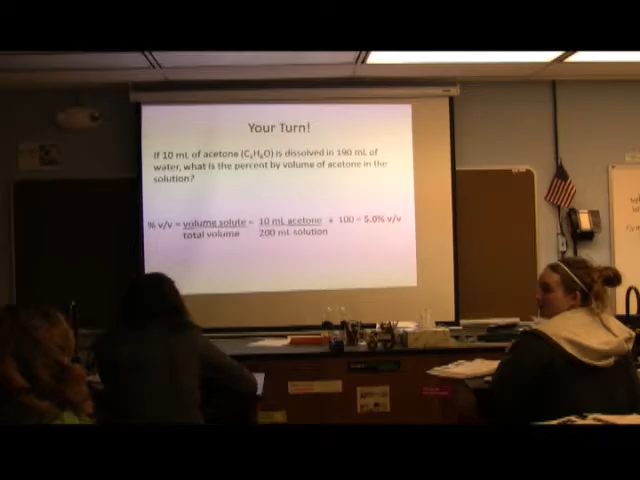 Your Turn!
If 10 mL of acetone (C₃H₆O) is dissolved in 190 mL of
water, what is the percent by volume of acetone in the
solution?
% v/v = volume solute = 10 mL acetone x 100 = 5.0% v/v
total volume 200 mL solution